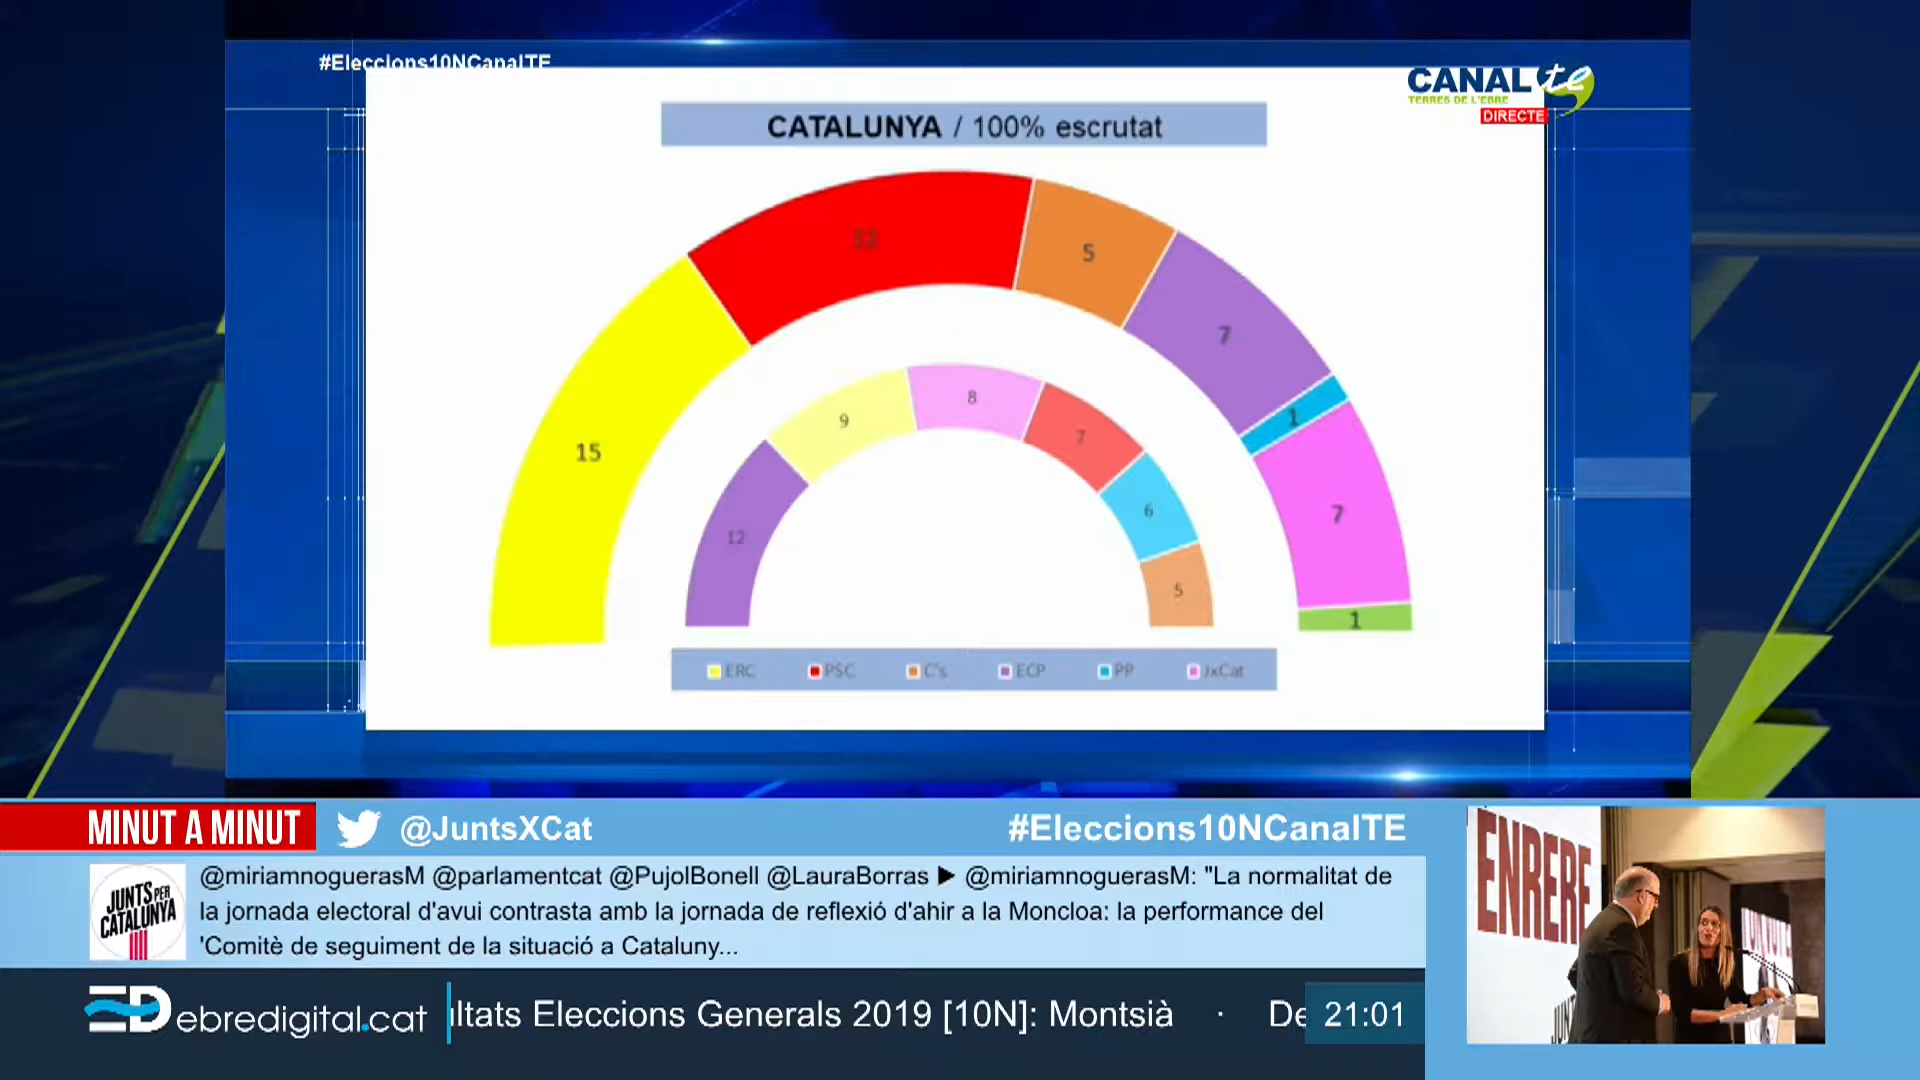 #Eleccions10NCanalTE
CANAL te
TERRES DE L'EBRE
DIRECTE
CATALUNYA / 100% escrutat
12
5
7
1
15
7
1
9
8
7
6
12
5
ERC PSC C's ECP PP JxCat
MINUT A MINUT
@JuntsXCat
#Eleccions10NCanalTE
JUNTS PER
CATALUNYA
@miriamnoguerasM @parlamentcat @PujolBonell @LauraBorras ▶ @miriamnoguerasM: "La normalitat de
la jornada electoral d'avui contrasta amb la jornada de reflexió d'ahir a la Moncloa: la performance del
'Comitè de seguiment de la situació a Cataluny...
ENRERE
ebredigital.cat
ltats Eleccions Generals 2019 [10N]: Montsià · De
21:01